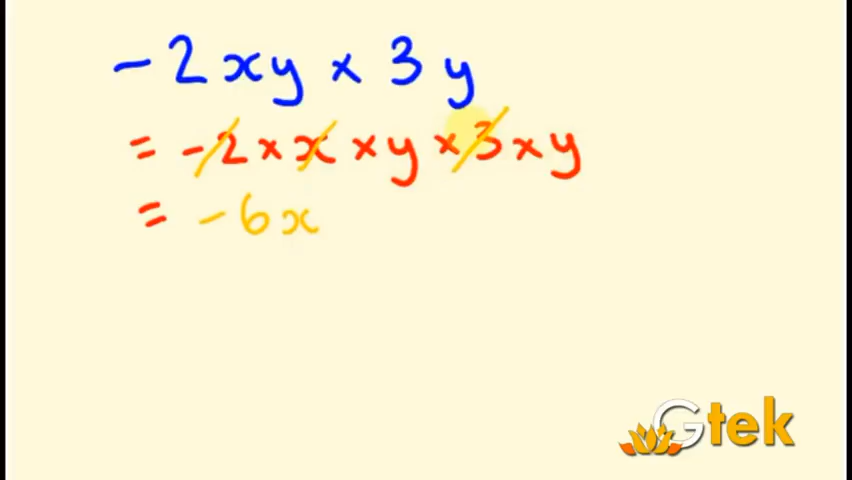 -2xy × 3y
= -2 × x × y × 3 × y
= -6x
Gtek